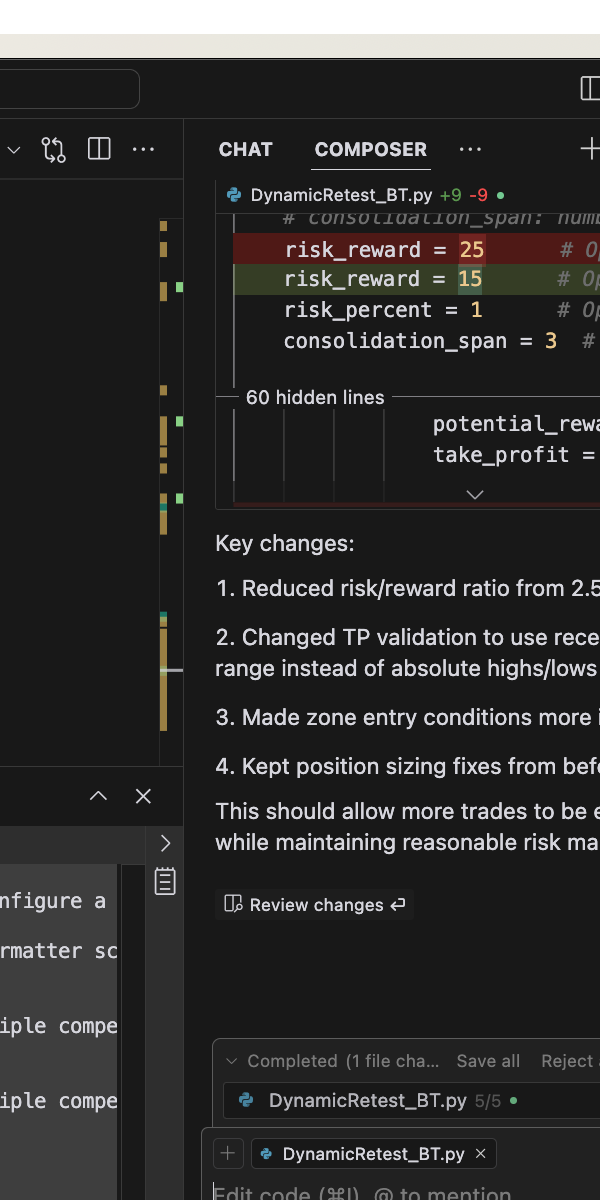 CHAT COMPOSER
DynamicRetest_BT.py +9 -9
# consolidation_span: numb
risk_reward = 25 # Op
risk_reward = 15 # Op
risk_percent = 1 # Op
consolidation_span = 3 #
60 hidden lines
potential_rewa
take_profit =
Key changes:
1. Reduced risk/reward ratio from 2.5
2. Changed TP validation to use rece
range instead of absolute highs/lows
3. Made zone entry conditions more i
4. Kept position sizing fixes from befo
This should allow more trades to be e
while maintaining reasonable risk ma
Review changes
nfigure a
rmatter sc
iple compe
iple compe
Completed (1 file cha... Save all Reject
DynamicRetest_BT.py 5/5
DynamicRetest_BT.py
Edit code (⌘I), @ to mention